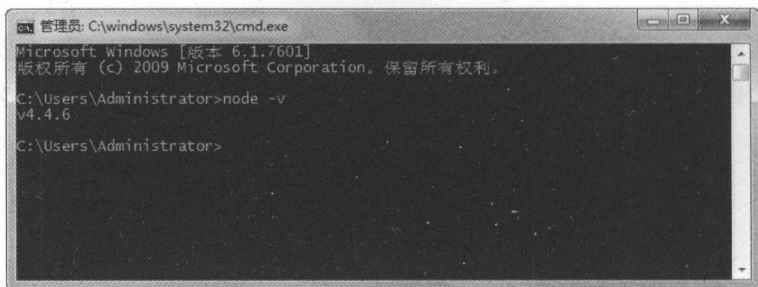 管理员: C:\windows\system32\cmd.exe
Microsoft Windows [版本 6.1.7601]
版权所有 (c) 2009 Microsoft Corporation。保留所有权利。
C:\Users\Administrator>node -v
v4.4.6
C:\Users\Administrator>